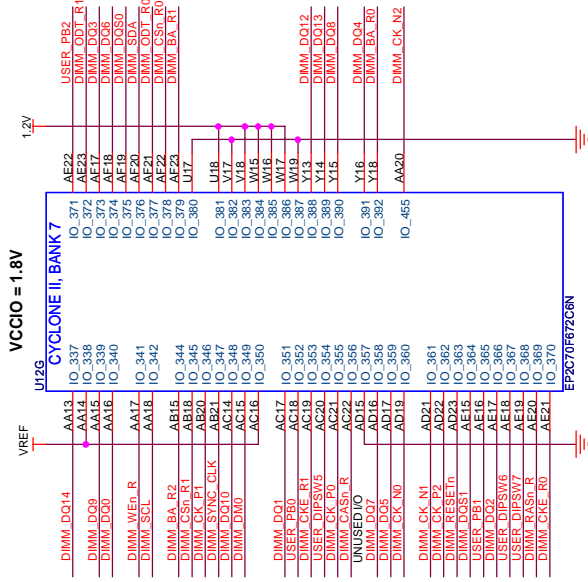 VCCIO = 1.8V
U12G
CYCLONE II, BANK 7
EP2C70F672C6N
VREF
1.2V
DIMM_DQ14 AA13 IO_337
AA14 IO_338
DIMM_DQ9 AA15 IO_339
DIMM_DQ0 AA16 IO_340
DIMM_WEn_R AA17 IO_341
DIMM_SCL AA18 IO_342
DIMM_BA_R2 AB15 IO_344
DIMM_CSn_R1 AB18 IO_345
DIMM_CK_P1 AB20 IO_346
DIMM_SYNC_CLK AB21 IO_347
DIMM_DQ10 AC14 IO_348
DIMM_DM0 AC15 IO_349
AC16 IO_350
DIMM_DQ1 AC17 IO_351
USER_PB0 AC18 IO_352
DIMM_CKE_R1 AC19 IO_353
USER_DIPSW5 AC20 IO_354
DIMM_CK_P0 AC21 IO_355
DIMM_CASn_R AC22 IO_356
UNUSED I/O AD15 IO_357
DIMM_DQ7 AD16 IO_358
DIMM_DQ5 AD17 IO_359
DIMM_CK_N0 AD19 IO_360
DIMM_CK_N1 AD21 IO_361
DIMM_CK_P2 AD22 IO_362
DIMM_RESETn AD23 IO_363
DIMM_DQS1 AE15 IO_364
USER_PB1 AE16 IO_365
DIMM_DQ2 AE17 IO_366
USER_DIPSW6 AE18 IO_367
USER_DIPSW7 AE19 IO_368
DIMM_RASn_R AE20 IO_369
DIMM_CKE_R0 AE21 IO_370
IO_371 AE22 USER_PB2
IO_372 AE23 DIMM_ODT_R1
IO_373 AF17 DIMM_DQ3
IO_374 AF18 DIMM_DQ6
IO_375 AF19 DIMM_DQS0
IO_376 AF20 DIMM_SDA
IO_377 AF21 DIMM_ODT_R0
IO_378 AF22 DIMM_CSn_R0
IO_379 AF23 DIMM_BA_R1
IO_380 U17
IO_381 U18
IO_382 V17
IO_383 V18
IO_384 W15
IO_385 W16
IO_386 W17
IO_387 W19
IO_388 Y13 DIMM_DQ12
IO_389 Y14 DIMM_DQ13
IO_390 Y15 DIMM_DQ8
IO_391 Y16 DIMM_DQ4
IO_392 Y18 DIMM_BA_R0
IO_455 AA20 DIMM_CK_N2